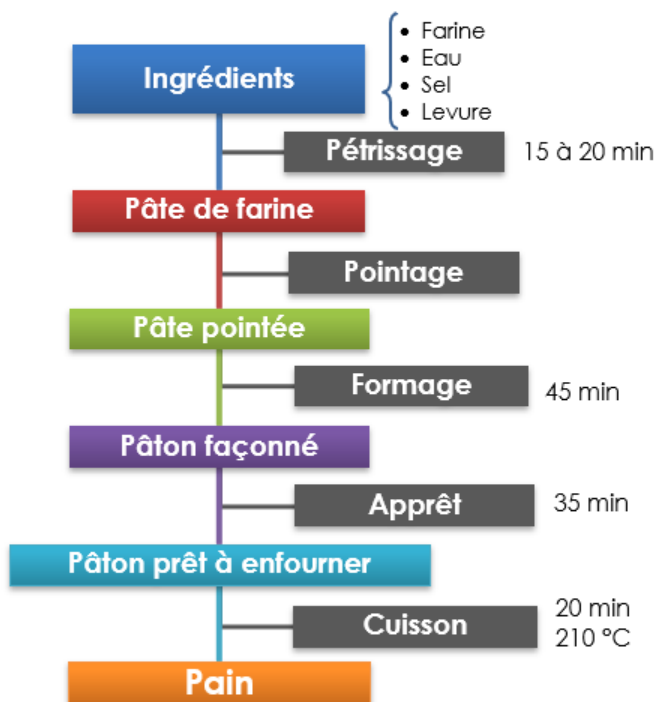 Ingrédients
• Farine
• Eau
• Sel
• Levure
Pétrissage 15 à 20 min
Pâte de farine
Pointage
Pâte pointée
Formage 45 min
Pâton façonné
Apprêt 35 min
Pâton prêt à enfourner
Cuisson 20 min
210 °C
Pain